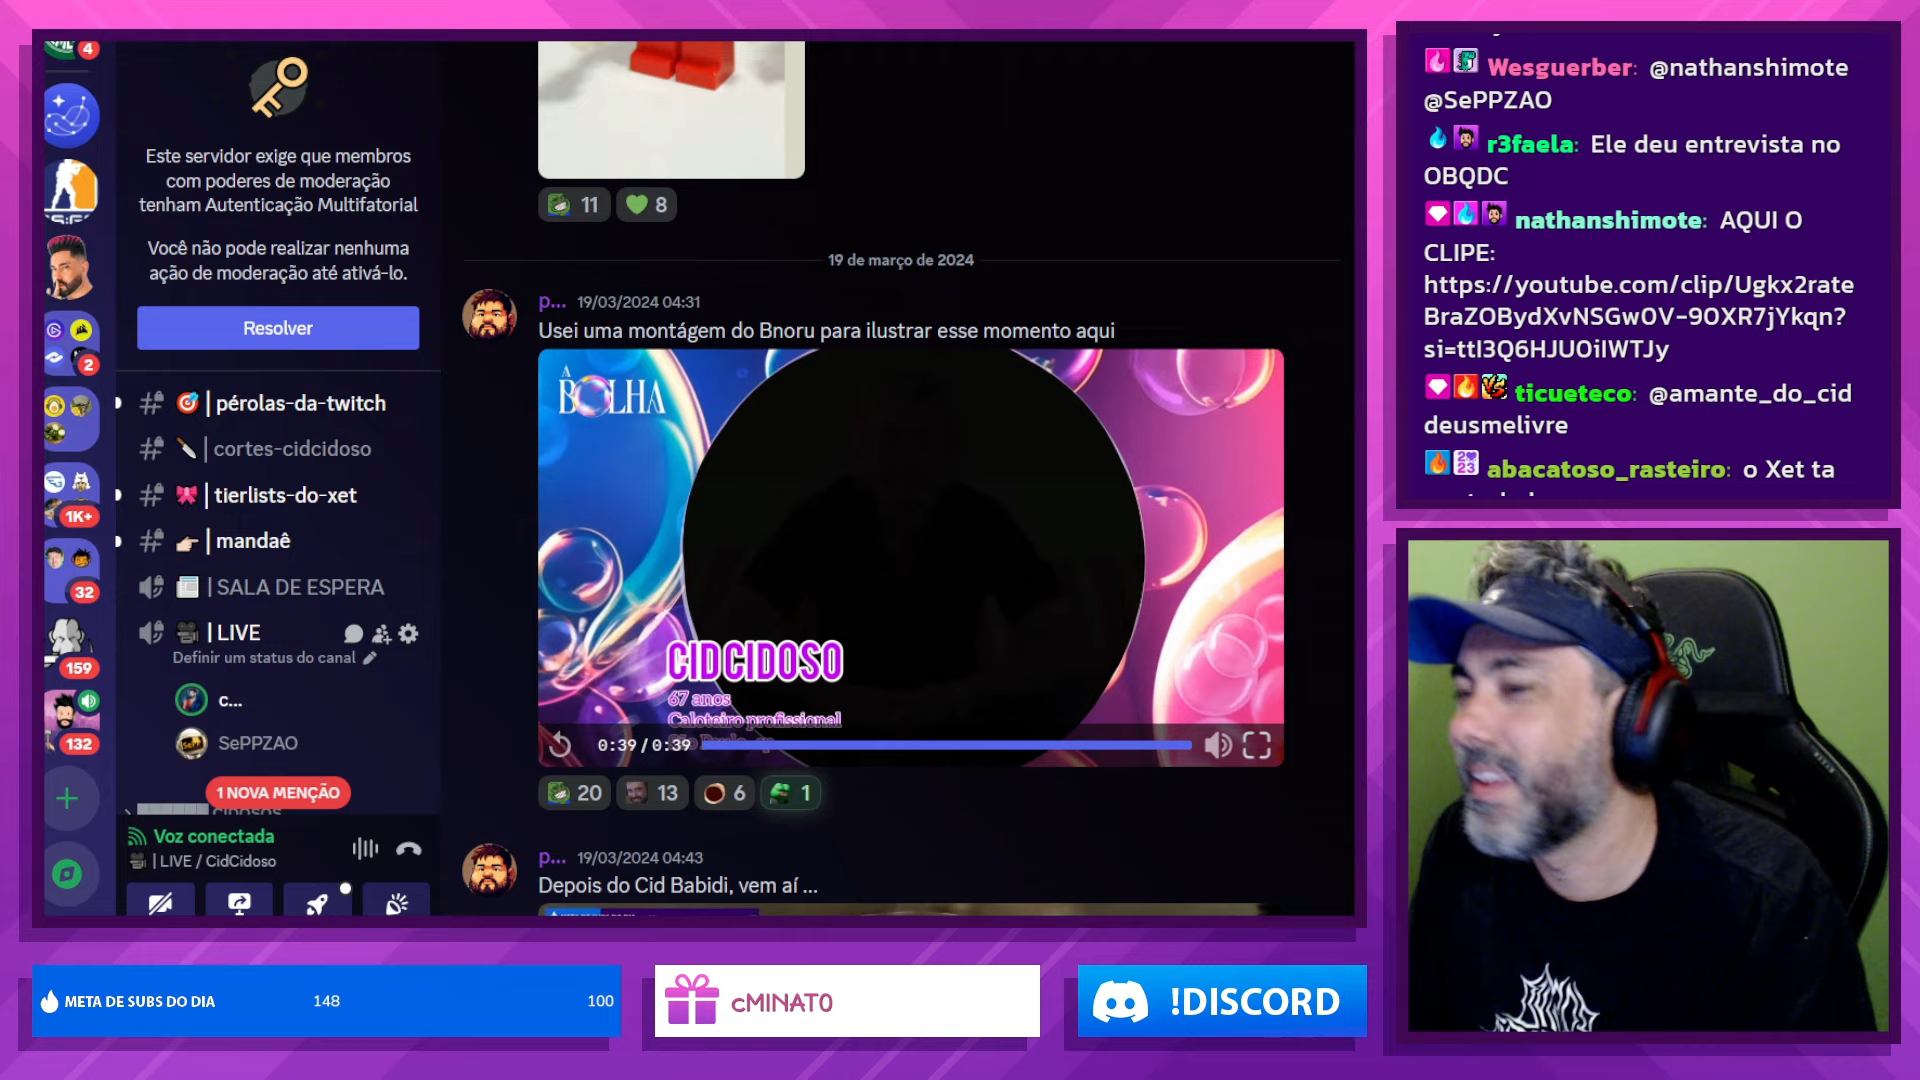 4
Este servidor exige que membros
com poderes de moderação
tenham Autenticação Multifatorial
Você não pode realizar nenhuma
ação de moderação até ativá-lo.
Resolver
2
1K+
32
159
132
| pérolas-da-twitch
| cortes-cidcidoso
| tierlists-do-xet
| mandaê
| SALA DE ESPERA
| LIVE
Definir um status do canal
c...
SePPZAO
1 NOVA MENÇÃO
Voz conectada
| LIVE / CidCidoso
11
8
19 de março de 2024
p... 19/03/2024 04:31
Usei uma montágem do Bnoru para ilustrar esse momento aqui
A
BOLHA
CIDCIDOSO
67 anos
Caloteiro profissional
0:39 / 0:39
20
13
6
1
p... 19/03/2024 04:43
Depois do Cid Babidi, vem aí ...
Wesguerber: @nathanshimote
@SePPZAO
r3faela: Ele deu entrevista no
OBQDC
nathanshimote: AQUI O
CLIPE:
https://youtube.com/clip/Ugkx2rate
BraZOBydXvNSGw0V-9OXR7jYkqn?
si=ttI3Q6HJU0iIWTJy
ticueteco: @amante_do_cid
deusmelivre
abacatoso_rasteiro: o Xet ta
META DE SUBS DO DIA 148 100
cMINAT0
!DISCORD